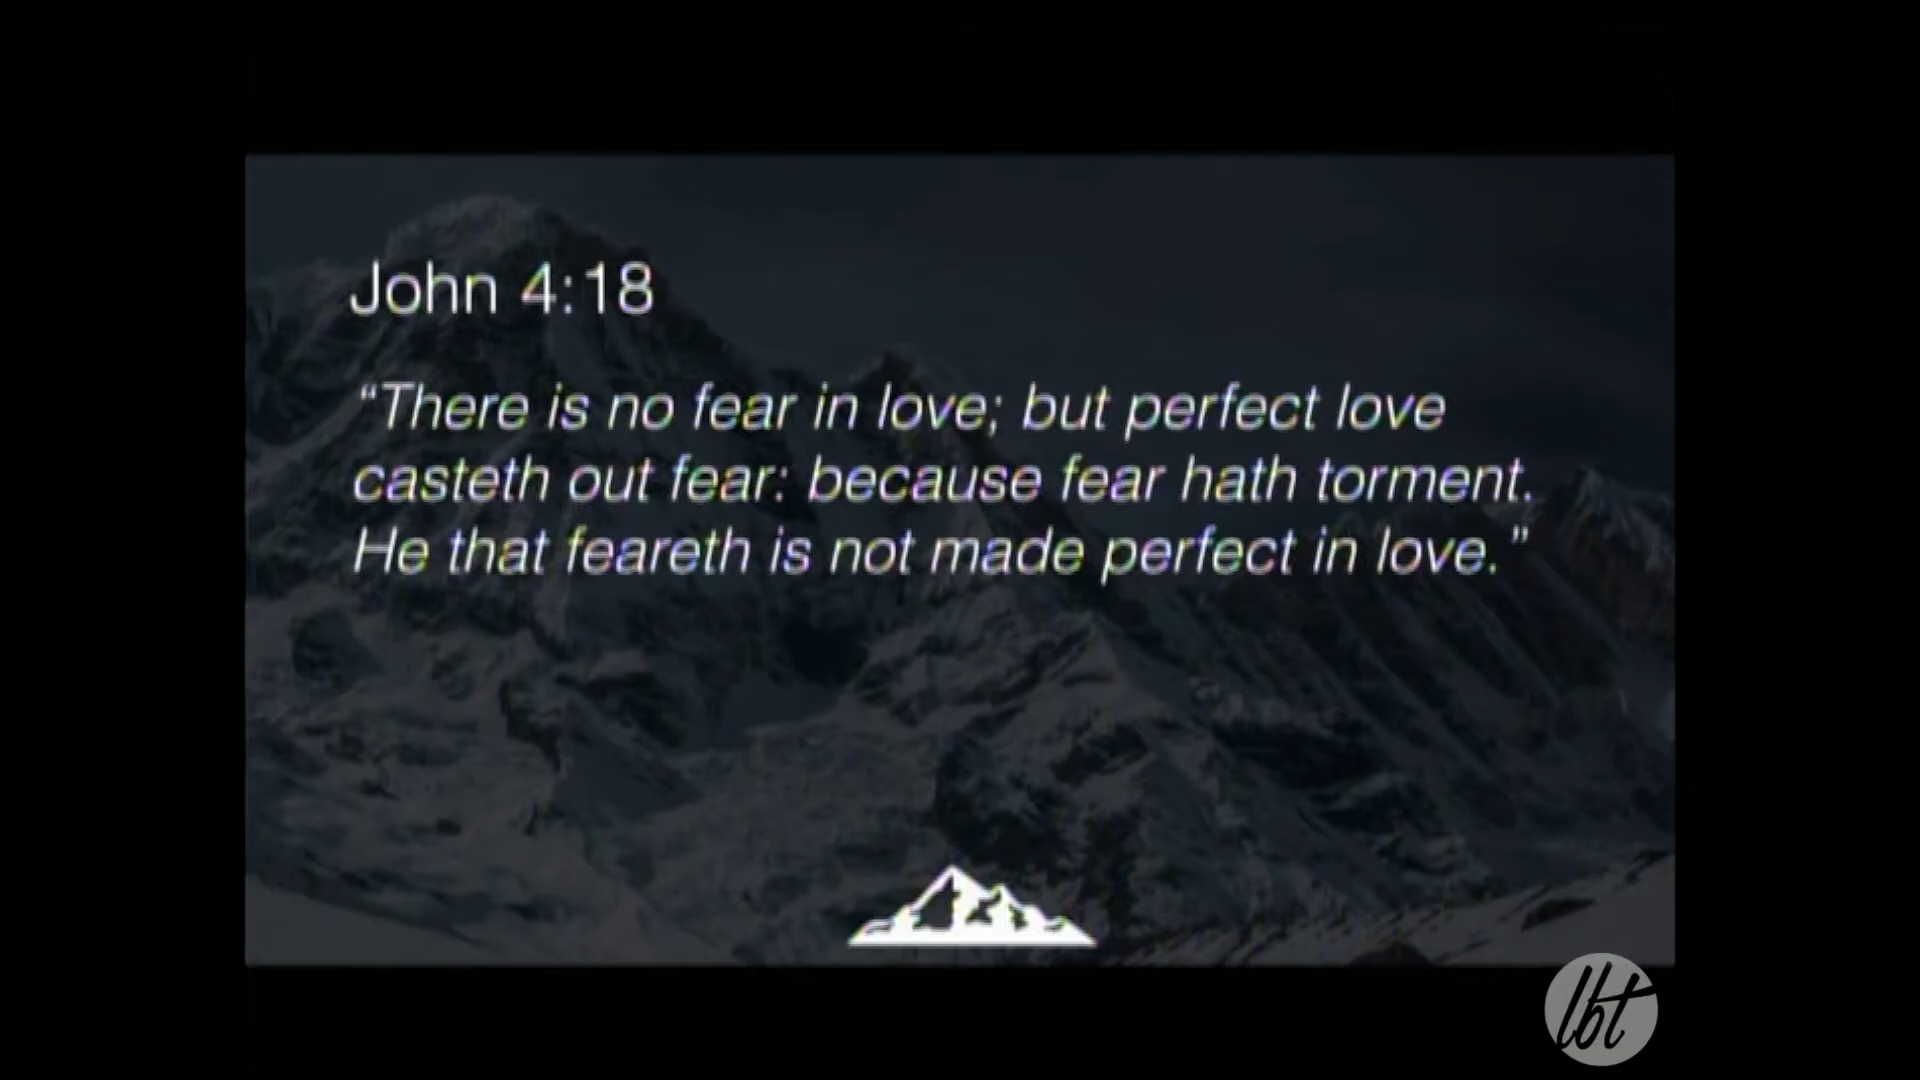 John 4:18
“There is no fear in love; but perfect love
casteth out fear: because fear hath torment.
He that feareth is not made perfect in love.”
lbt